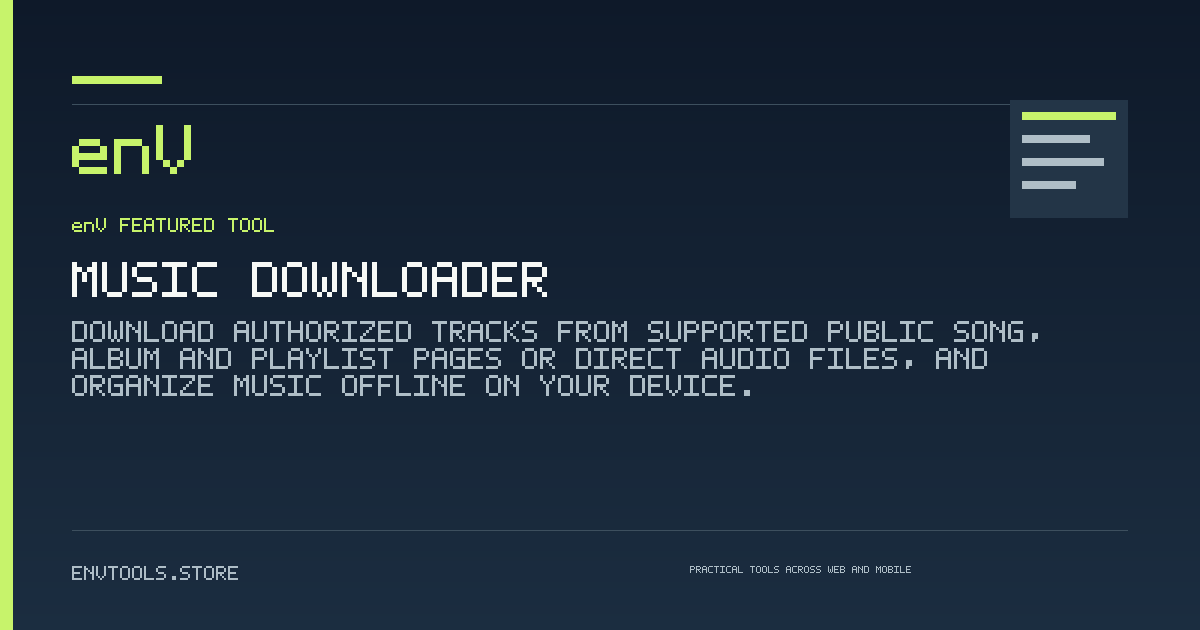 enV
enV FEATURED TOOL
MUSIC DOWNLOADER
DOWNLOAD AUTHORIZED TRACKS FROM SUPPORTED PUBLIC SONG,
ALBUM AND PLAYLIST PAGES OR DIRECT AUDIO FILES, AND
ORGANIZE MUSIC OFFLINE ON YOUR DEVICE.
ENVTOOLS.STORE
PRACTICAL TOOLS ACROSS WEB AND MOBILE